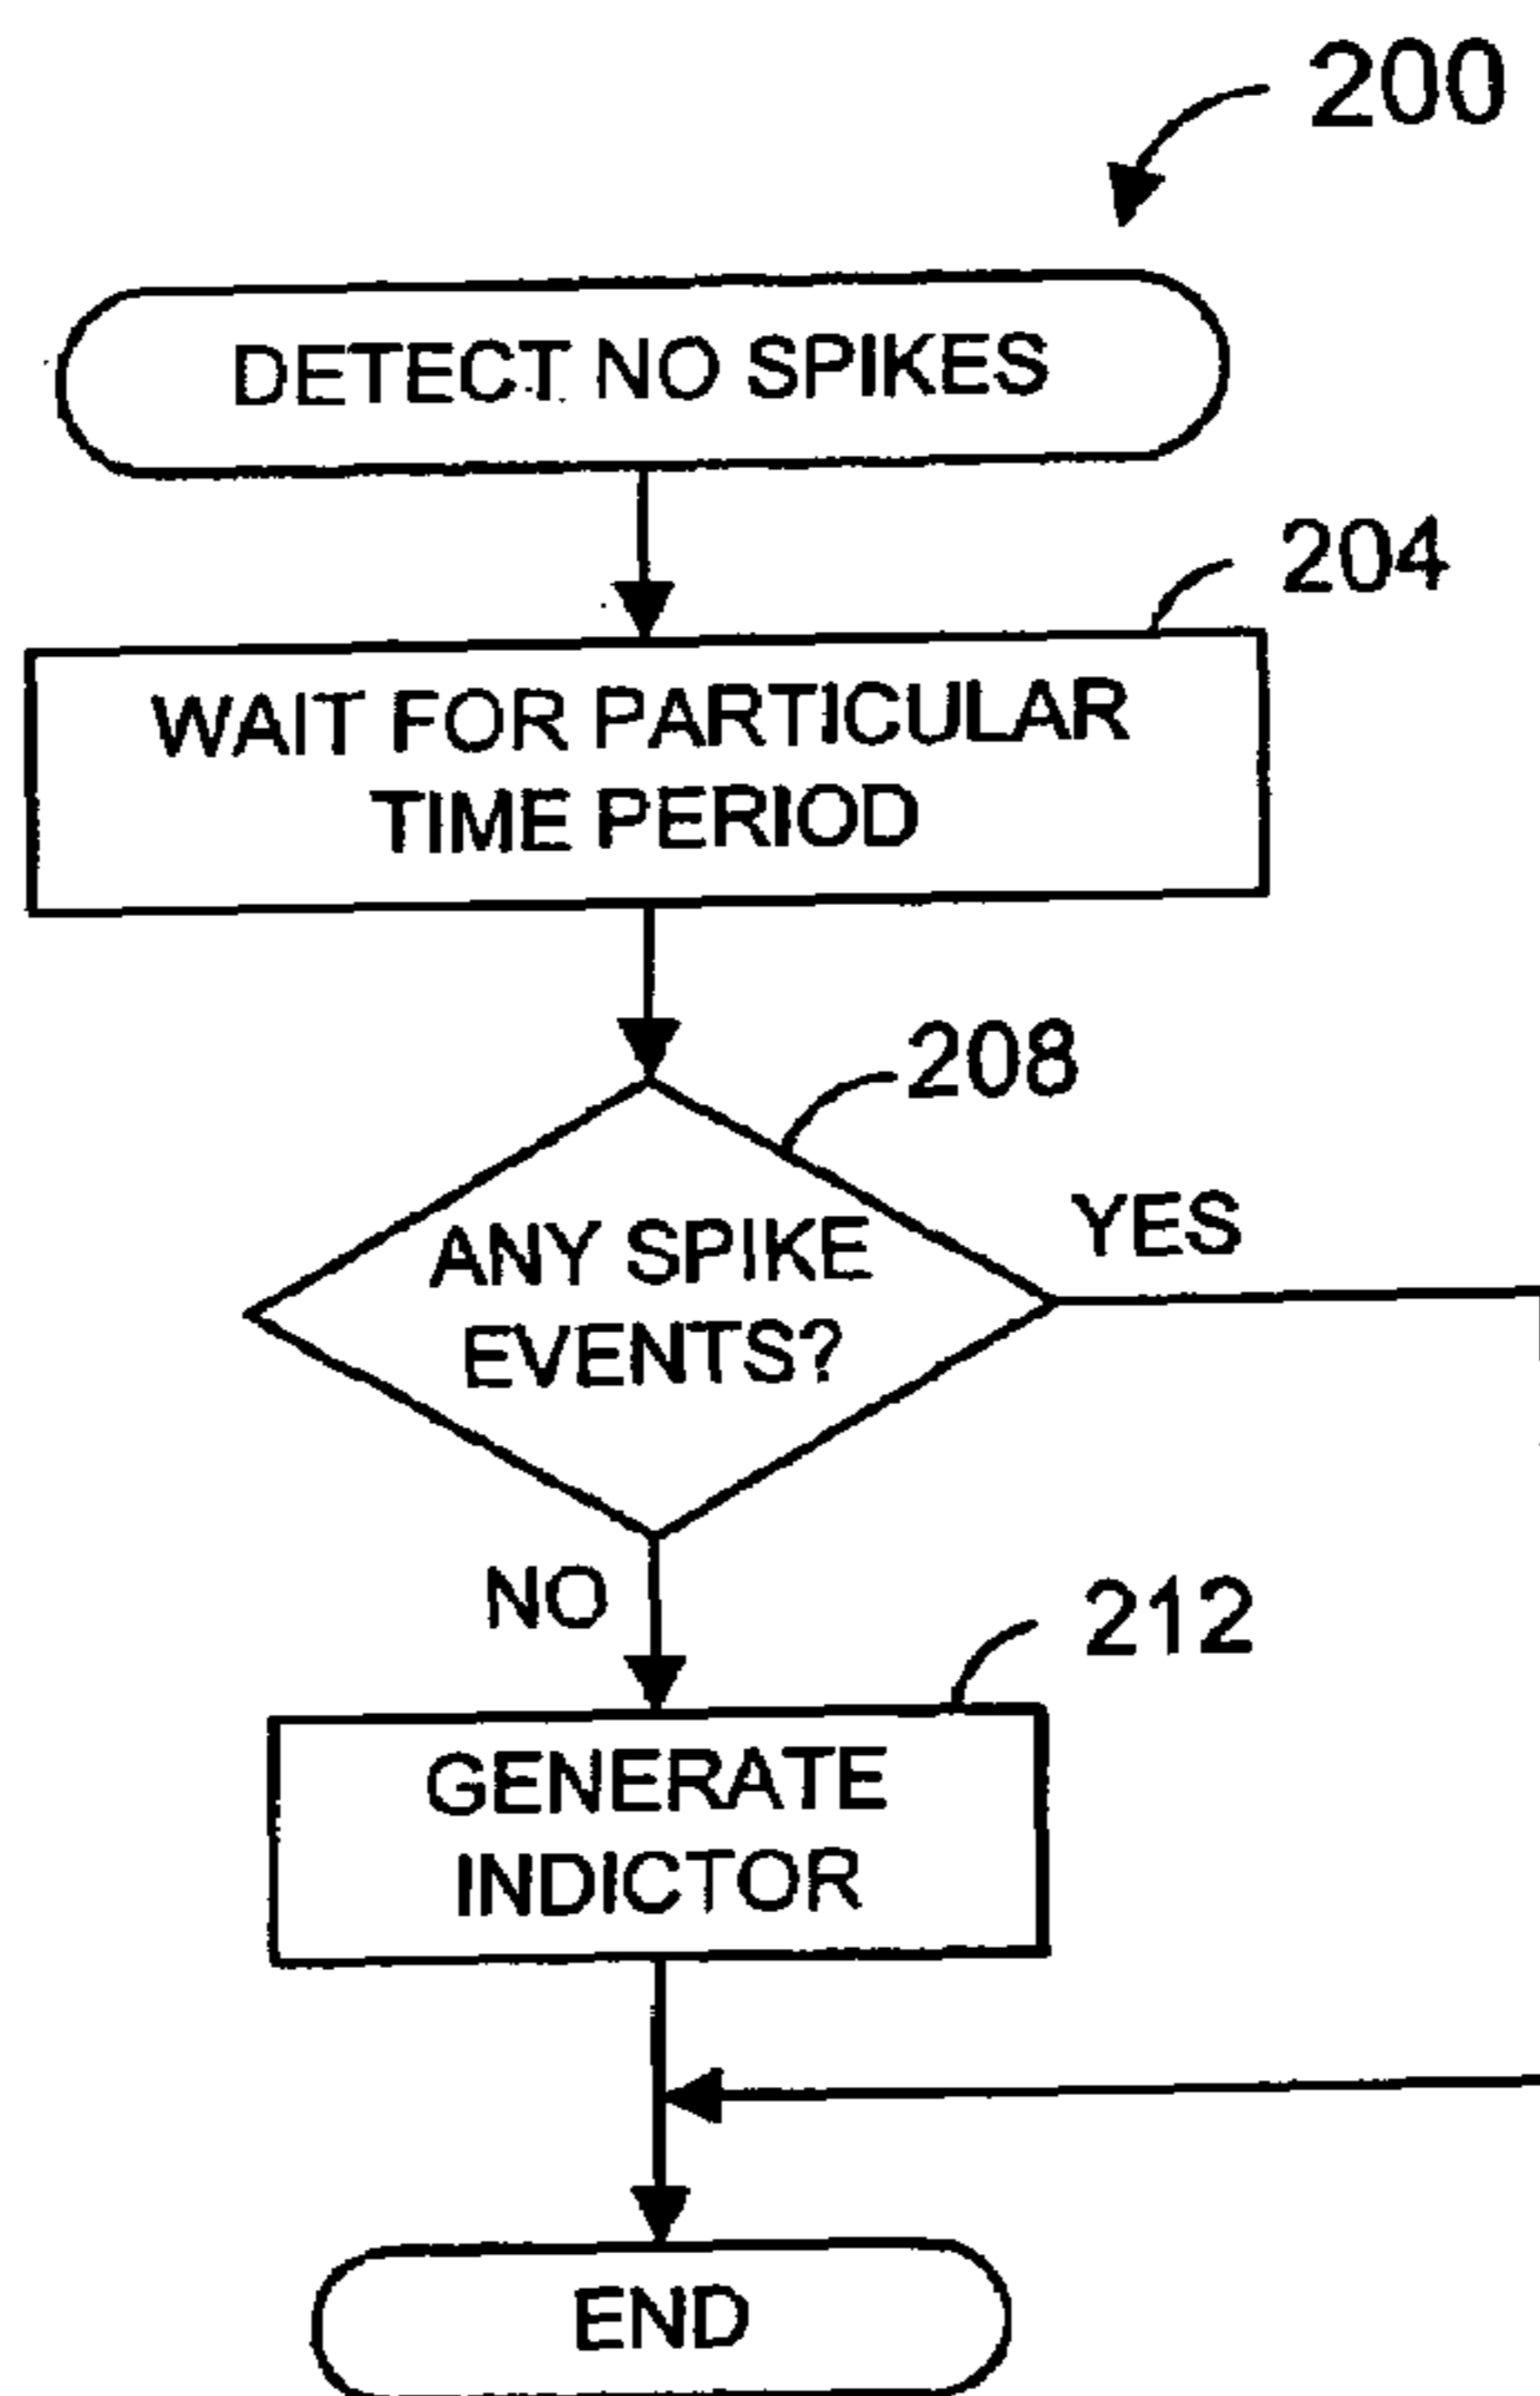 200
DETECT NO SPIKES
204
WAIT FOR PARTICULAR
TIME PERIOD
208
ANY SPIKE
EVENTS?
YES
NO
212
GENERATE
INDICTOR
END